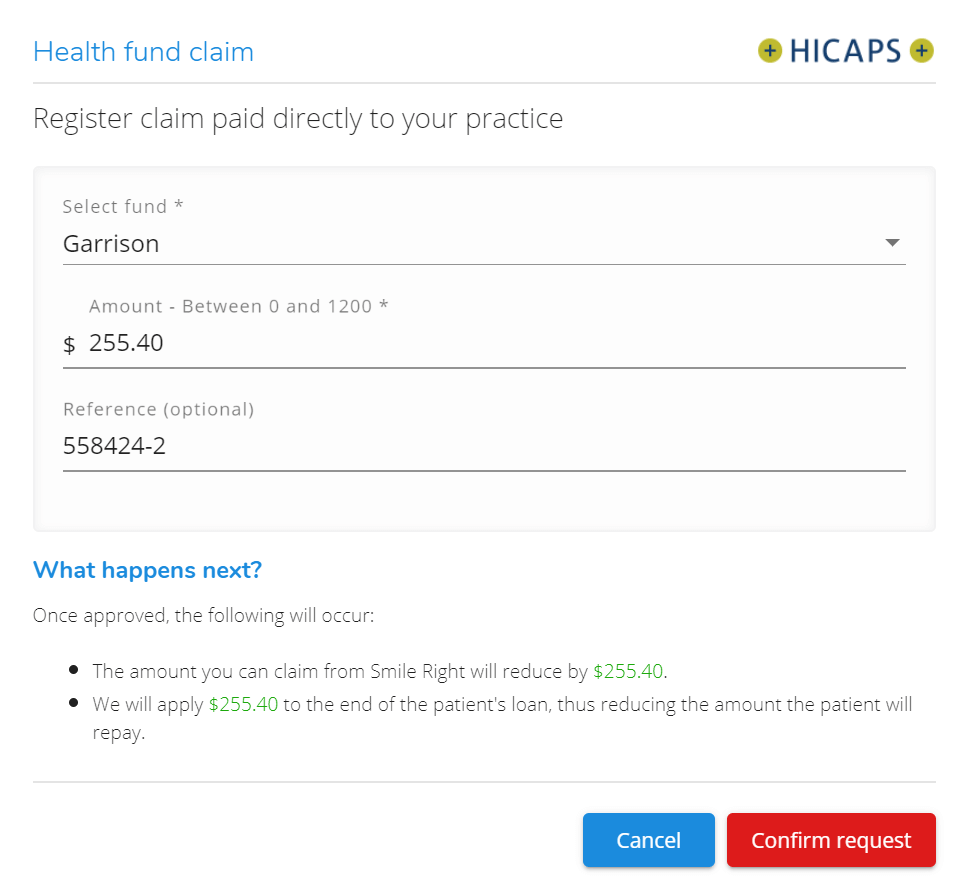 Health fund claim
+ HICAPS +
Register claim paid directly to your practice
Select fund *
Garrison
Amount - Between 0 and 1200 *
$ 255.40
Reference (optional)
558424-2
What happens next?
Once approved, the following will occur:
• The amount you can claim from Smile Right will reduce by $255.40.
• We will apply $255.40 to the end of the patient's loan, thus reducing the amount the patient will
repay.
Cancel
Confirm request